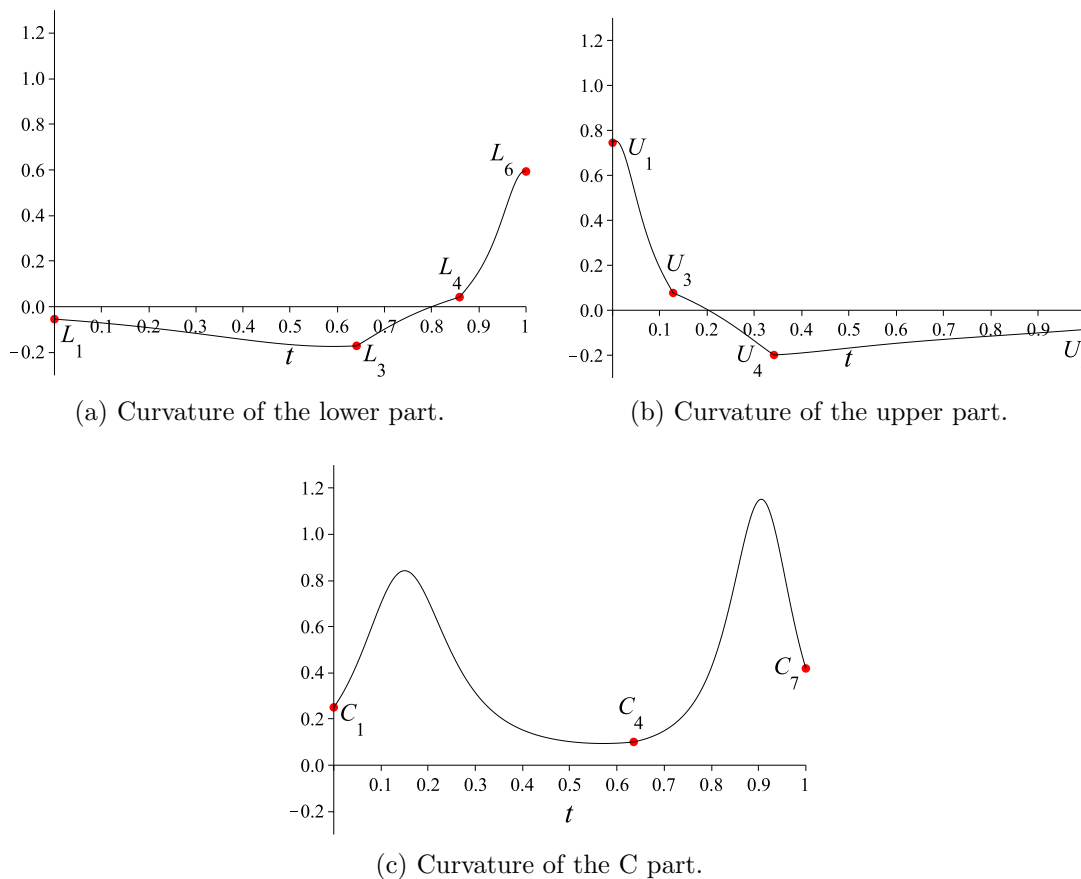 1.2
1.0
0.8
0.6
0.4
0.2
0.0
−0.2
0.1 0.2 0.3 0.4 0.5 0.6 0.7 0.8 0.9 1
t
L1
L3
L4
L6
(a) Curvature of the lower part.
1.2
1.0
0.8
0.6
0.4
0.2
0.0
−0.2
0.1 0.2 0.3 0.4 0.5 0.6 0.7 0.8 0.9
t
U1
U3
U4
U
(b) Curvature of the upper part.
1.2
1.0
0.8
0.6
0.4
0.2
0.0
−0.2
0.1 0.2 0.3 0.4 0.5 0.6 0.7 0.8 0.9 1
t
C1
C4
C7
(c) Curvature of the C part.